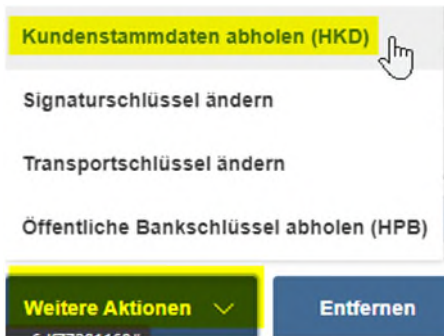 Kundenstammdaten abholen (HKD)
Signaturschlüssel ändern
Transportschlüssel ändern
Öffentliche Bankschlüssel abholen (HPB)
Weitere Aktionen
Entfernen